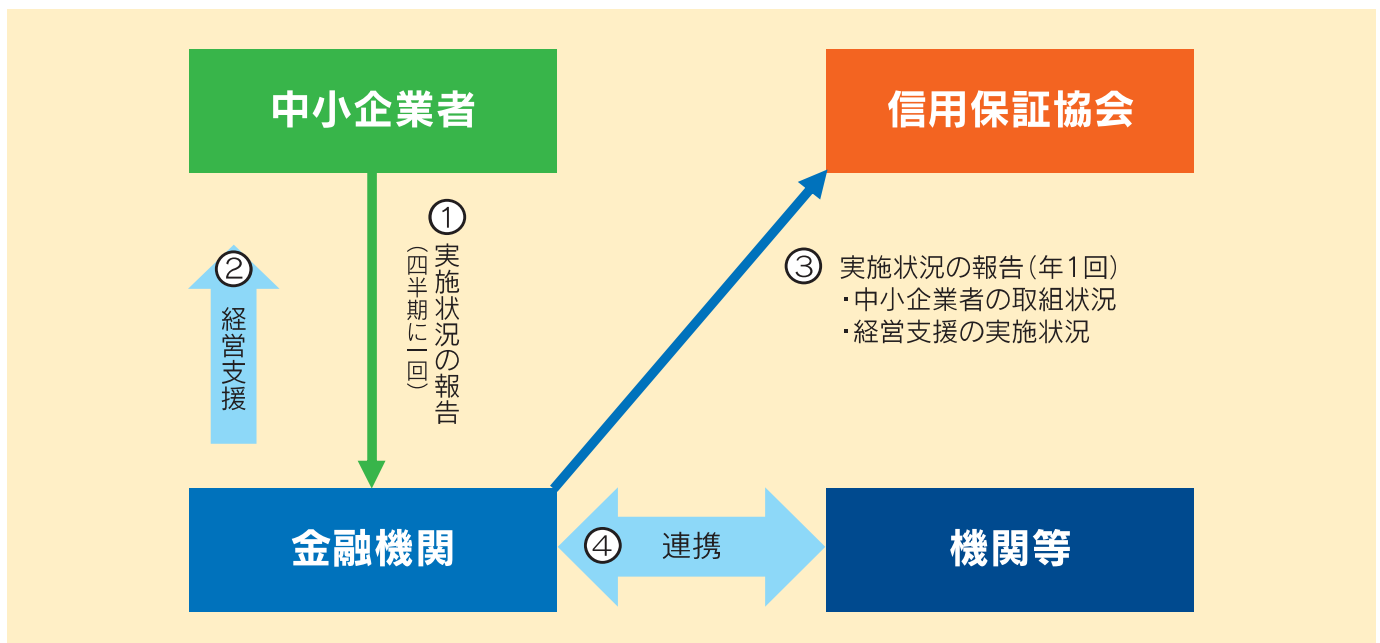 中小企業者
信用保証協会
①
実施状況の報告
(四半期に一回)
②
経営支援
③ 実施状況の報告(年1回)
・中小企業者の取組状況
・経営支援の実施状況
金融機関
④ 連携
機関等